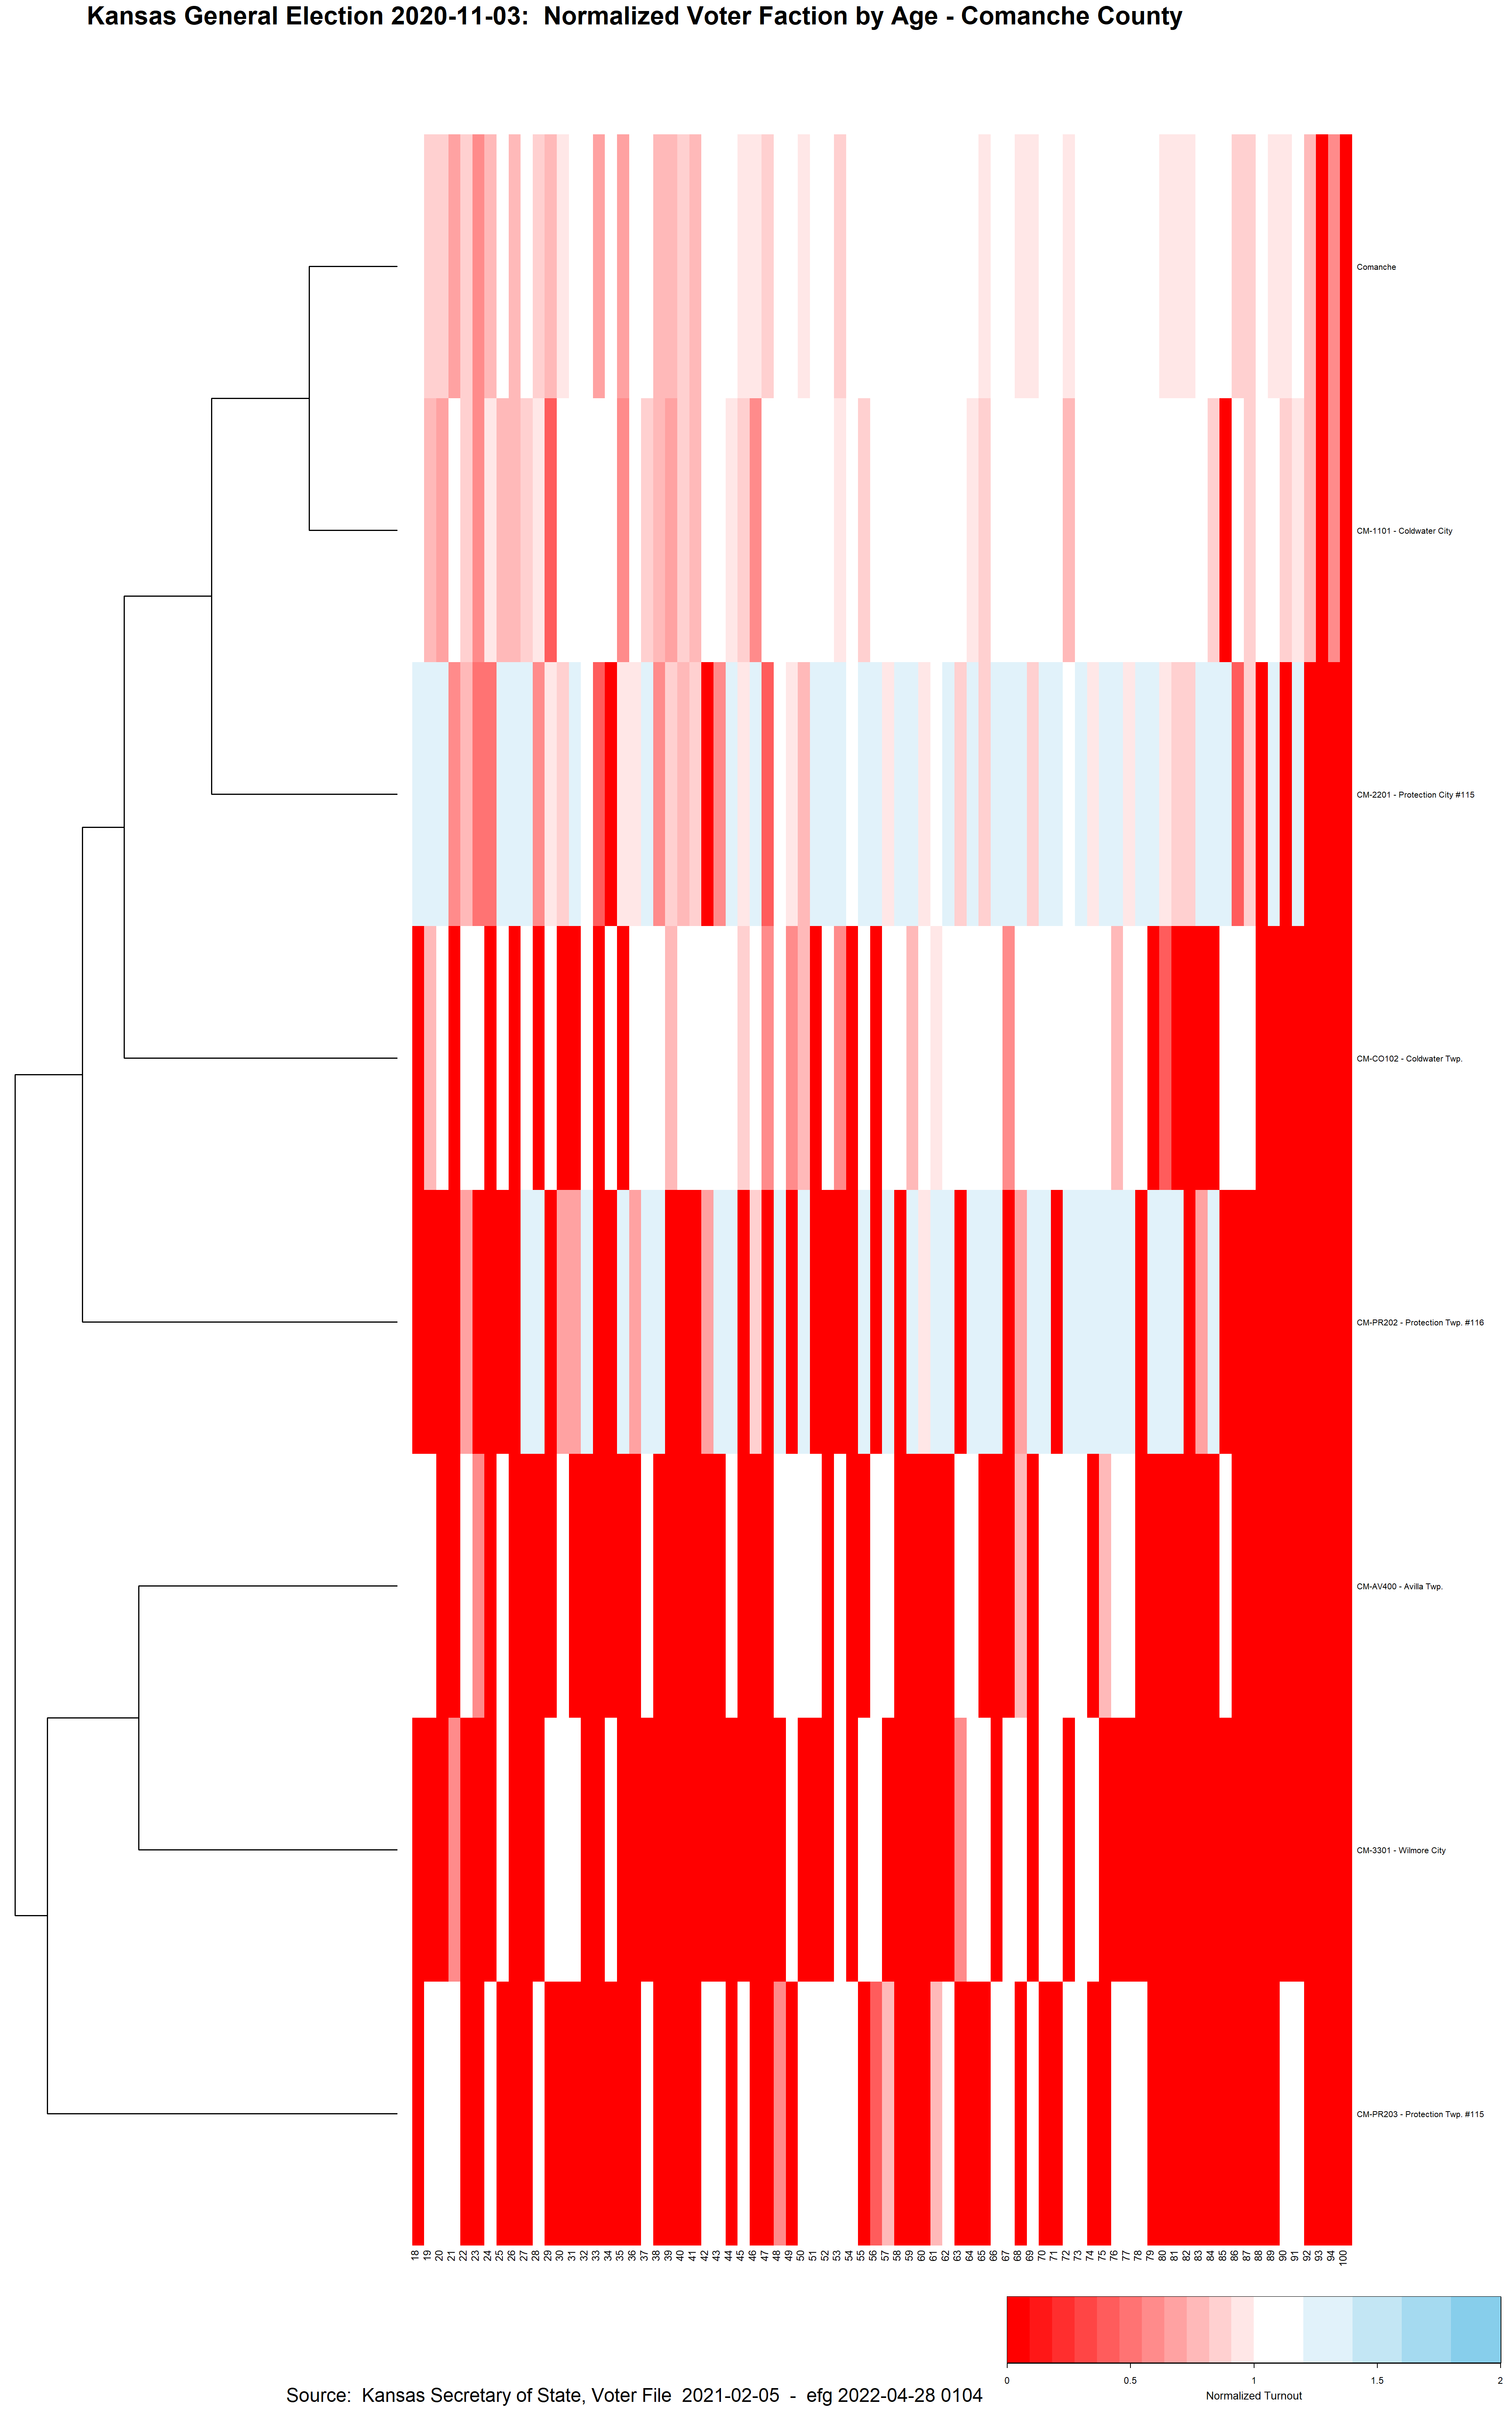 Kansas General Election 2020-11-03:  Normalized Voter Faction by Age - Comanche County
Comanche
CM-1101 - Coldwater City
CM-2201 - Protection City #115
CM-CO102 - Coldwater Twp.
CM-PR202 - Protection Twp. #116
CM-AV400 - Avilla Twp.
CM-3301 - Wilmore City
CM-PR203 - Protection Twp. #115
18 19 20 21 22 23 24 25 26 27 28 29 30 31 32 33 34 35 36 37 38 39 40 41 42 43 44 45 46 47 48 49 50 51 52 53 54 55 56 57 58 59 60 61 62 63 64 65 66 67 68 69 70 71 72 73 74 75 76 77 78 79 80 81 82 83 84 85 86 87 88 89 90 91 92 93 94 100
0 0.5 1 1.5 2
Normalized Turnout
Source:  Kansas Secretary of State, Voter File  2021-02-05  -  efg 2022-04-28 0104